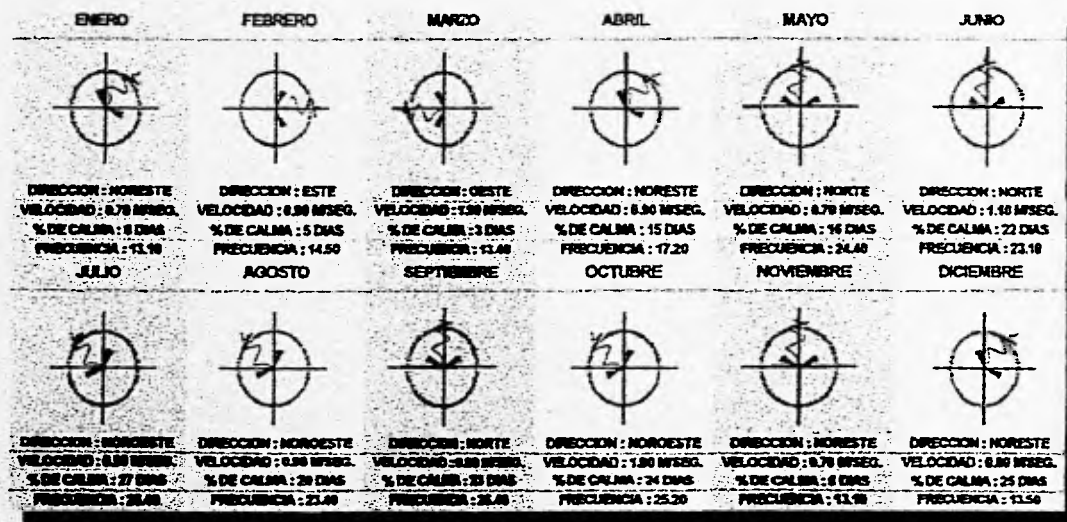 ENERO FEBRERO MARZO ABRIL MAYO JUNIO
DIRECCION : NORESTE DIRECCION : ESTE DIRECCION : OESTE DIRECCION : NORESTE DIRECCION : NORTE DIRECCION : NORTE
VELOCIDAD : 0.70 M/SEG. VELOCIDAD : 0.90 M/SEG. VELOCIDAD : M/SEG. VELOCIDAD : 0.90 M/SEG. VELOCIDAD : 0.70 M/SEG. VELOCIDAD : 1.10 M/SEG.
% DE CALMA : DIAS % DE CALMA : 5 DIAS % DE CALMA : 3 DIAS % DE CALMA : 15 DIAS % DE CALMA : 16 DIAS % DE CALMA : 22 DIAS
FRECUENCIA : 13.10 FRECUENCIA : 14.50 FRECUENCIA : 13.40 FRECUENCIA : 17.20 FRECUENCIA : 24.40 FRECUENCIA : 23.10
JULIO AGOSTO SEPTIEMBRE OCTUBRE NOVIEMBRE DICIEMBRE
DIRECCION : NOROESTE DIRECCION : NOROESTE DIRECCION : NORTE DIRECCION : NOROESTE DIRECCION : NORESTE DIRECCION : NORESTE
VELOCIDAD : M/SEG. VELOCIDAD : M/SEG. VELOCIDAD : M/SEG. VELOCIDAD : 1.00 M/SEG. VELOCIDAD : 0.70 M/SEG. VELOCIDAD : M/SEG.
% DE CALMA : 27 DIAS % DE CALMA : 20 DIAS % DE CALMA : DIAS % DE CALMA : 24 DIAS % DE CALMA : DIAS % DE CALMA : 25 DIAS
FRECUENCIA : FRECUENCIA : 23.40 FRECUENCIA : FRECUENCIA : 25.20 FRECUENCIA : 13.10 FRECUENCIA : 13.50